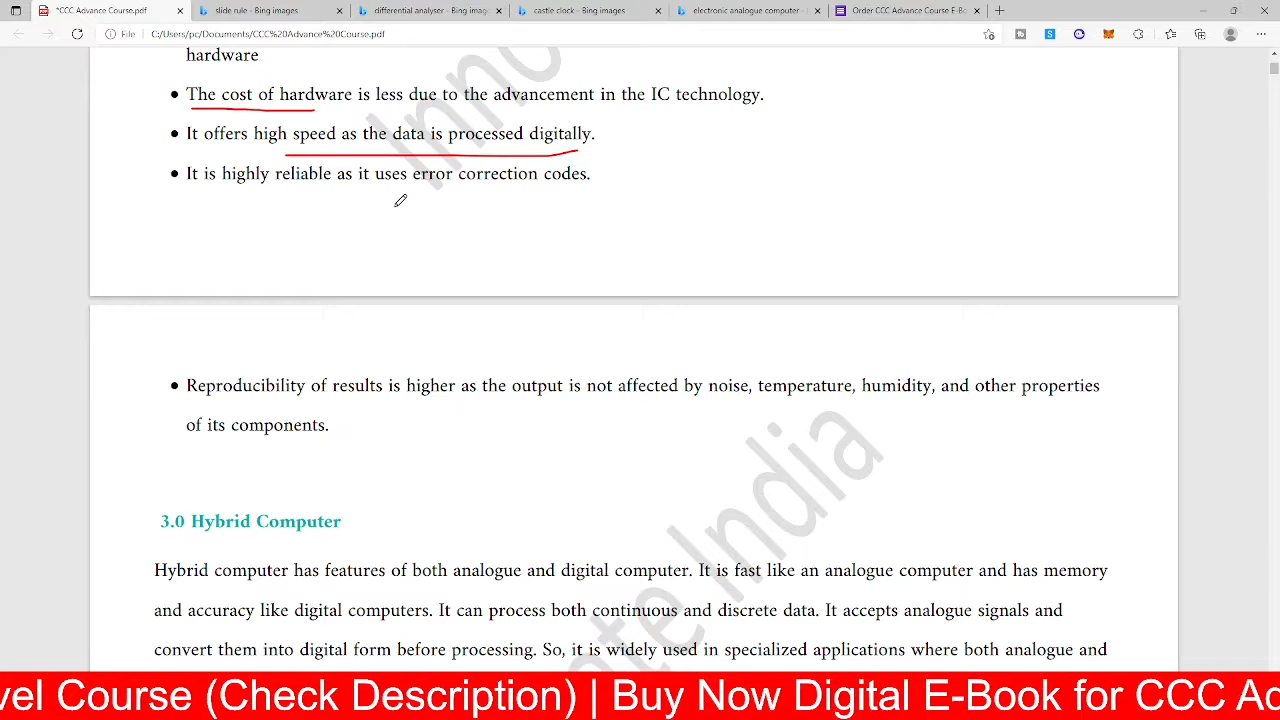 *CCC Advance Course.pdf
slide rule - Bing images
differential analyser - Bing imag
castle clock - Bing images
electronic analogue computer -
Order CCC Advance Course E-B
File
C:/Users/pc/Documents/CCC%20Advance%20Course.pdf
hardware
• The cost of hardware is less due to the advancement in the IC technology.
• It offers high speed as the data is processed digitally.
• It is highly reliable as it uses error correction codes.
Inno
• Reproducibility of results is higher as the output is not affected by noise, temperature, humidity, and other properties
of its components.
3.0 Hybrid Computer
Hybrid computer has features of both analogue and digital computer. It is fast like an analogue computer and has memory
and accuracy like digital computers. It can process both continuous and discrete data. It accepts analogue signals and
convert them into digital form before processing. So, it is widely used in specialized applications where both analogue and
te India
vel Course (Check Description) | Buy Now Digital E-Book for CCC Ad